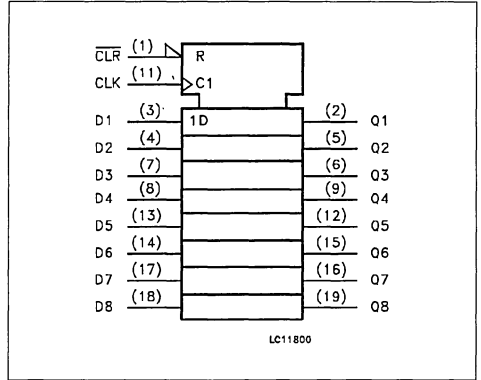 C̅L̅R̅ (1) R
CLK (11) C1
D1 (3) 1D (2) Q1
D2 (4) (5) Q2
D3 (7) (6) Q3
D4 (8) (9) Q4
D5 (13) (12) Q5
D6 (14) (15) Q6
D7 (17) (16) Q7
D8 (18) (19) Q8
LC11800